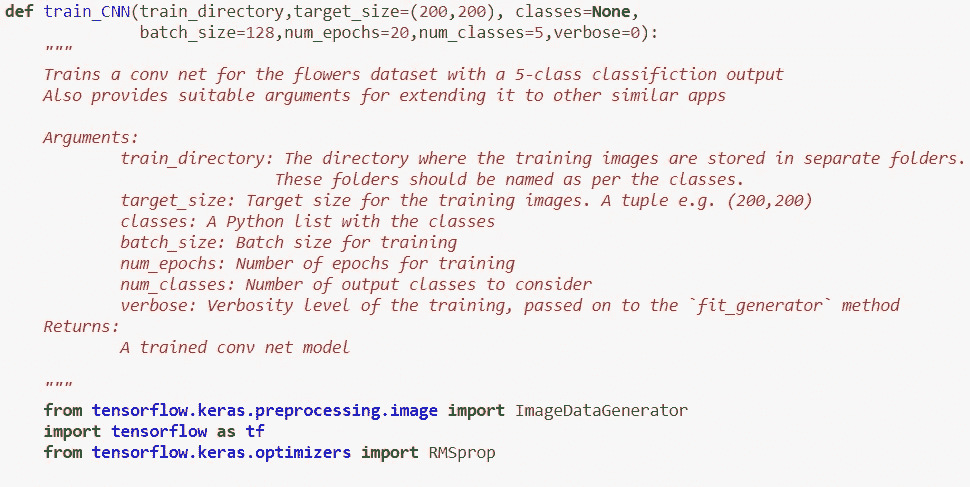 def train_CNN(train_directory,target_size=(200,200), classes=None,
              batch_size=128,num_epochs=20,num_classes=5,verbose=0):
    """
    Trains a conv net for the flowers dataset with a 5-class classifiction output
    Also provides suitable arguments for extending it to other similar apps

    Arguments:
            train_directory: The directory where the training images are stored in separate folders.
                            These folders should be named as per the classes.
            target_size: Target size for the training images. A tuple e.g. (200,200)
            classes: A Python list with the classes
            batch_size: Batch size for training
            num_epochs: Number of epochs for training
            num_classes: Number of output classes to consider
            verbose: Verbosity level of the training, passed on to the `fit_generator` method
    Returns:
            A trained conv net model

    """
    from tensorflow.keras.preprocessing.image import ImageDataGenerator
    import tensorflow as tf
    from tensorflow.keras.optimizers import RMSprop